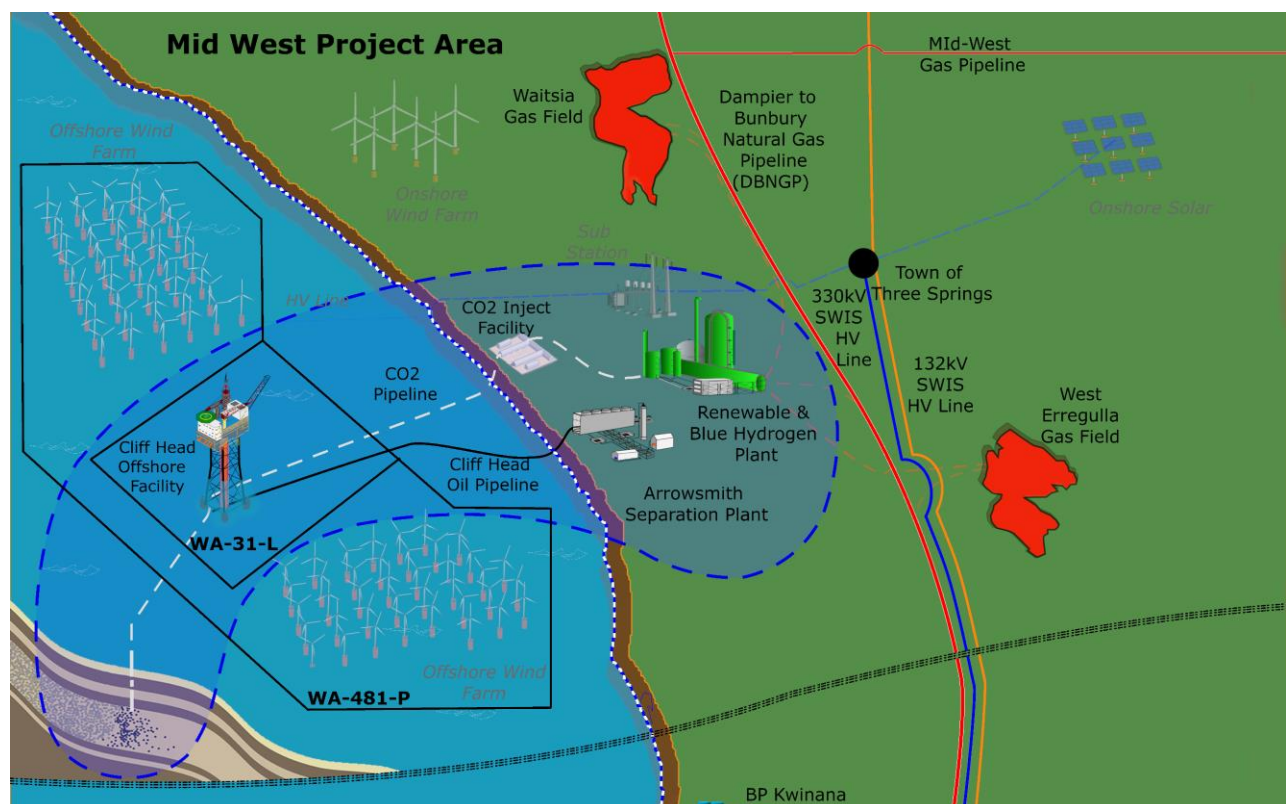 Mid West Project Area
MId-West
Gas Pipeline
Waitsia
Gas Field
Dampier to
Bunbury
Natural Gas
Pipeline
(DBNGP)
Offshore Wind
Farm
Onshore
Wind Farm
Onshore Solar
Sub
Station
HV Line
CO2 Inject
Facility
Town of
Three Springs
330kV
SWIS
HV
Line
132kV
SWIS
HV Line
CO2
Pipeline
West
Erregulla
Gas Field
Renewable &
Blue Hydrogen
Plant
Cliff Head
Offshore
Facility
Cliff Head
Oil Pipeline
Arrowsmith
Separation Plant
WA-31-L
Offshore Wind
Farm
WA-481-P
BP Kwinana